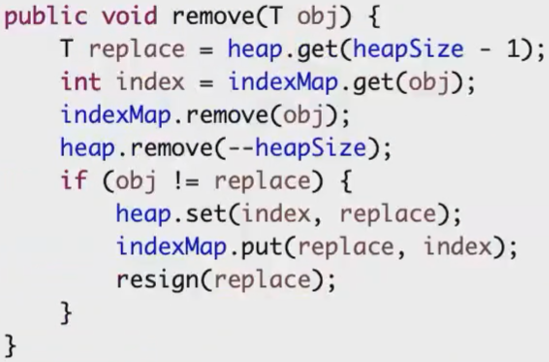 public void remove(T obj) {
    T replace = heap.get(heapSize - 1);
    int index = indexMap.get(obj);
    indexMap.remove(obj);
    heap.remove(--heapSize);
    if (obj != replace) {
        heap.set(index, replace);
        indexMap.put(replace, index);
        resign(replace);
    }
}